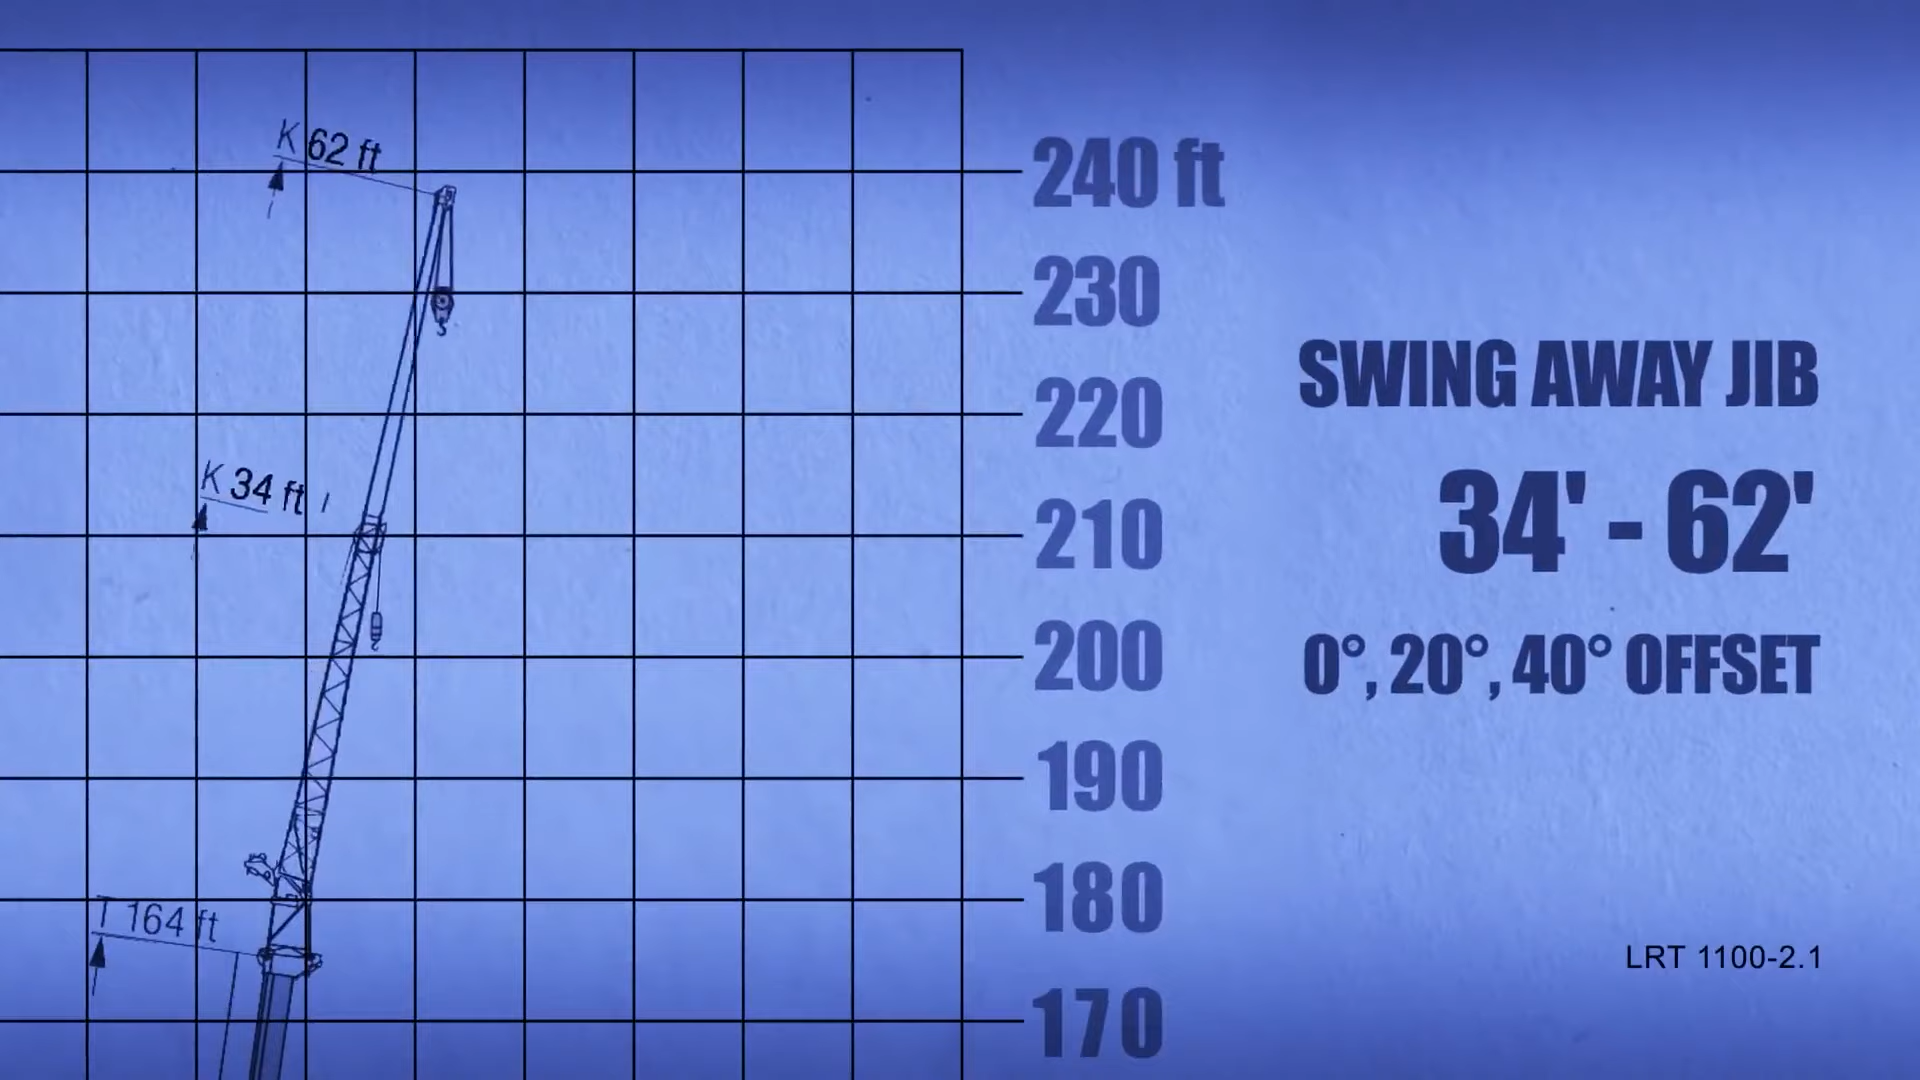 K 62 ft
240 ft
230
SWING AWAY JIB
220
K 34 ft
34' - 62'
210
200
0°, 20°, 40° OFFSET
190
180
T 164 ft
LRT 1100-2.1
170